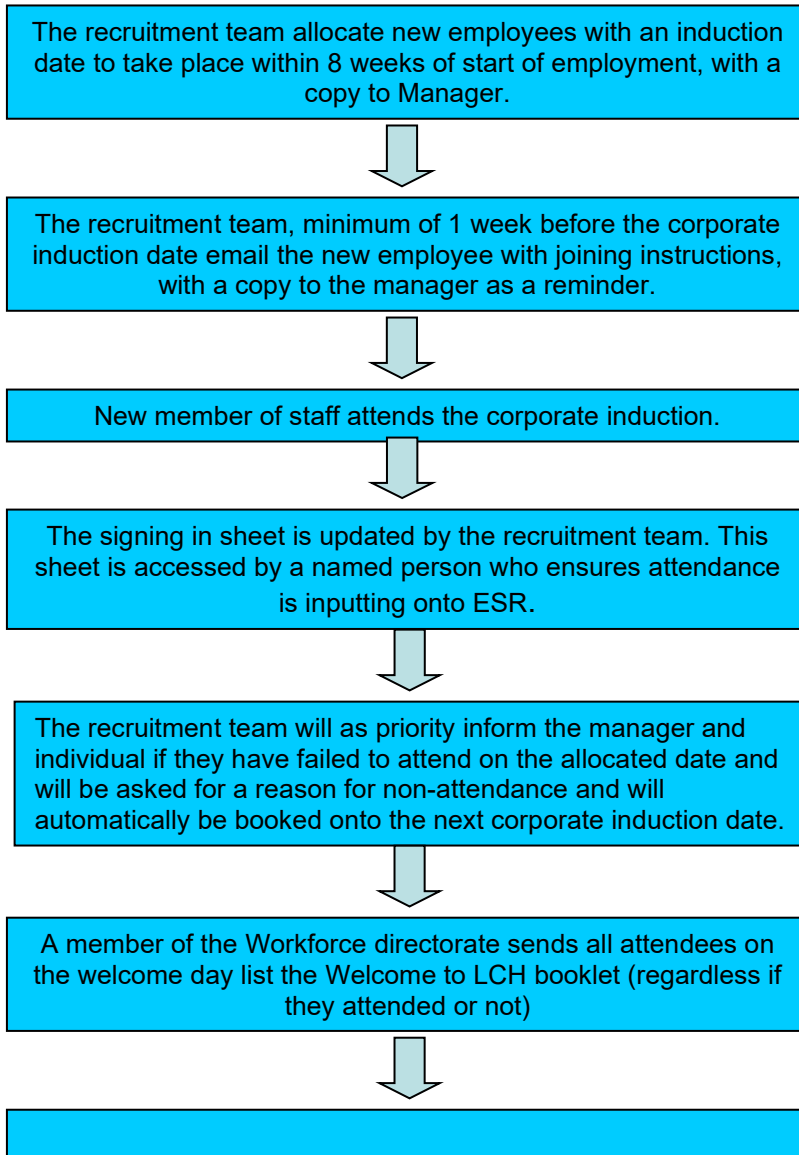 The recruitment team allocate new employees with an induction
date to take place within 8 weeks of start of employment, with a
copy to Manager.
The recruitment team, minimum of 1 week before the corporate
induction date email the new employee with joining instructions,
with a copy to the manager as a reminder.
New member of staff attends the corporate induction.
The signing in sheet is updated by the recruitment team. This
sheet is accessed by a named person who ensures attendance
is inputting onto ESR.
The recruitment team will as priority inform the manager and
individual if they have failed to attend on the allocated date and
will be asked for a reason for non-attendance and will
automatically be booked onto the next corporate induction date.
A member of the Workforce directorate sends all attendees on
the welcome day list the Welcome to LCH booklet (regardless if
they attended or not)